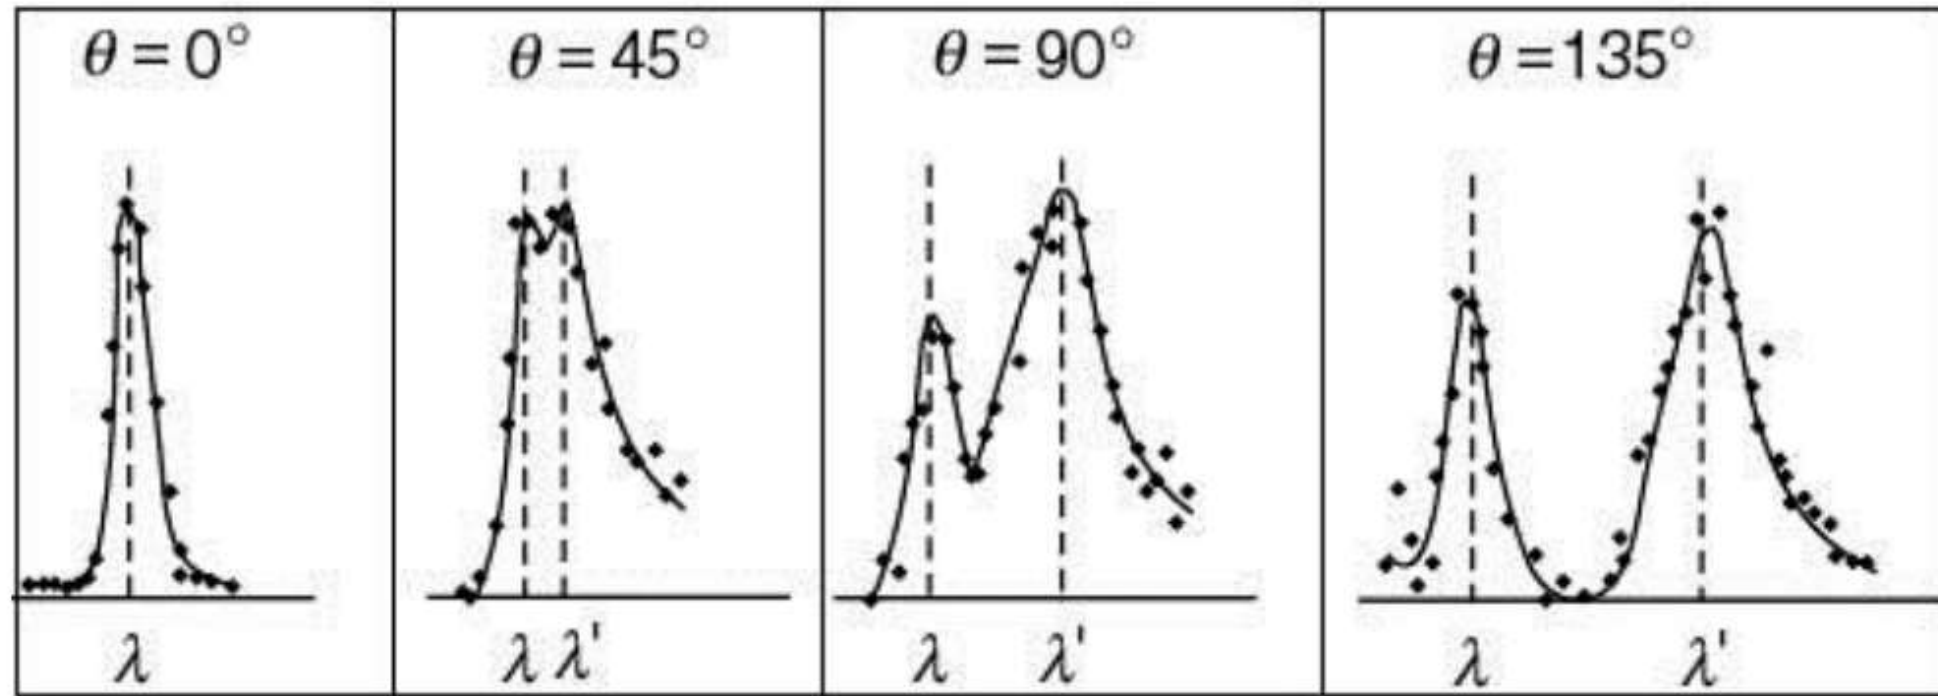 θ = 0°
θ = 45°
θ = 90°
θ = 135°
λ
λ λ'
λ λ'
λ λ'